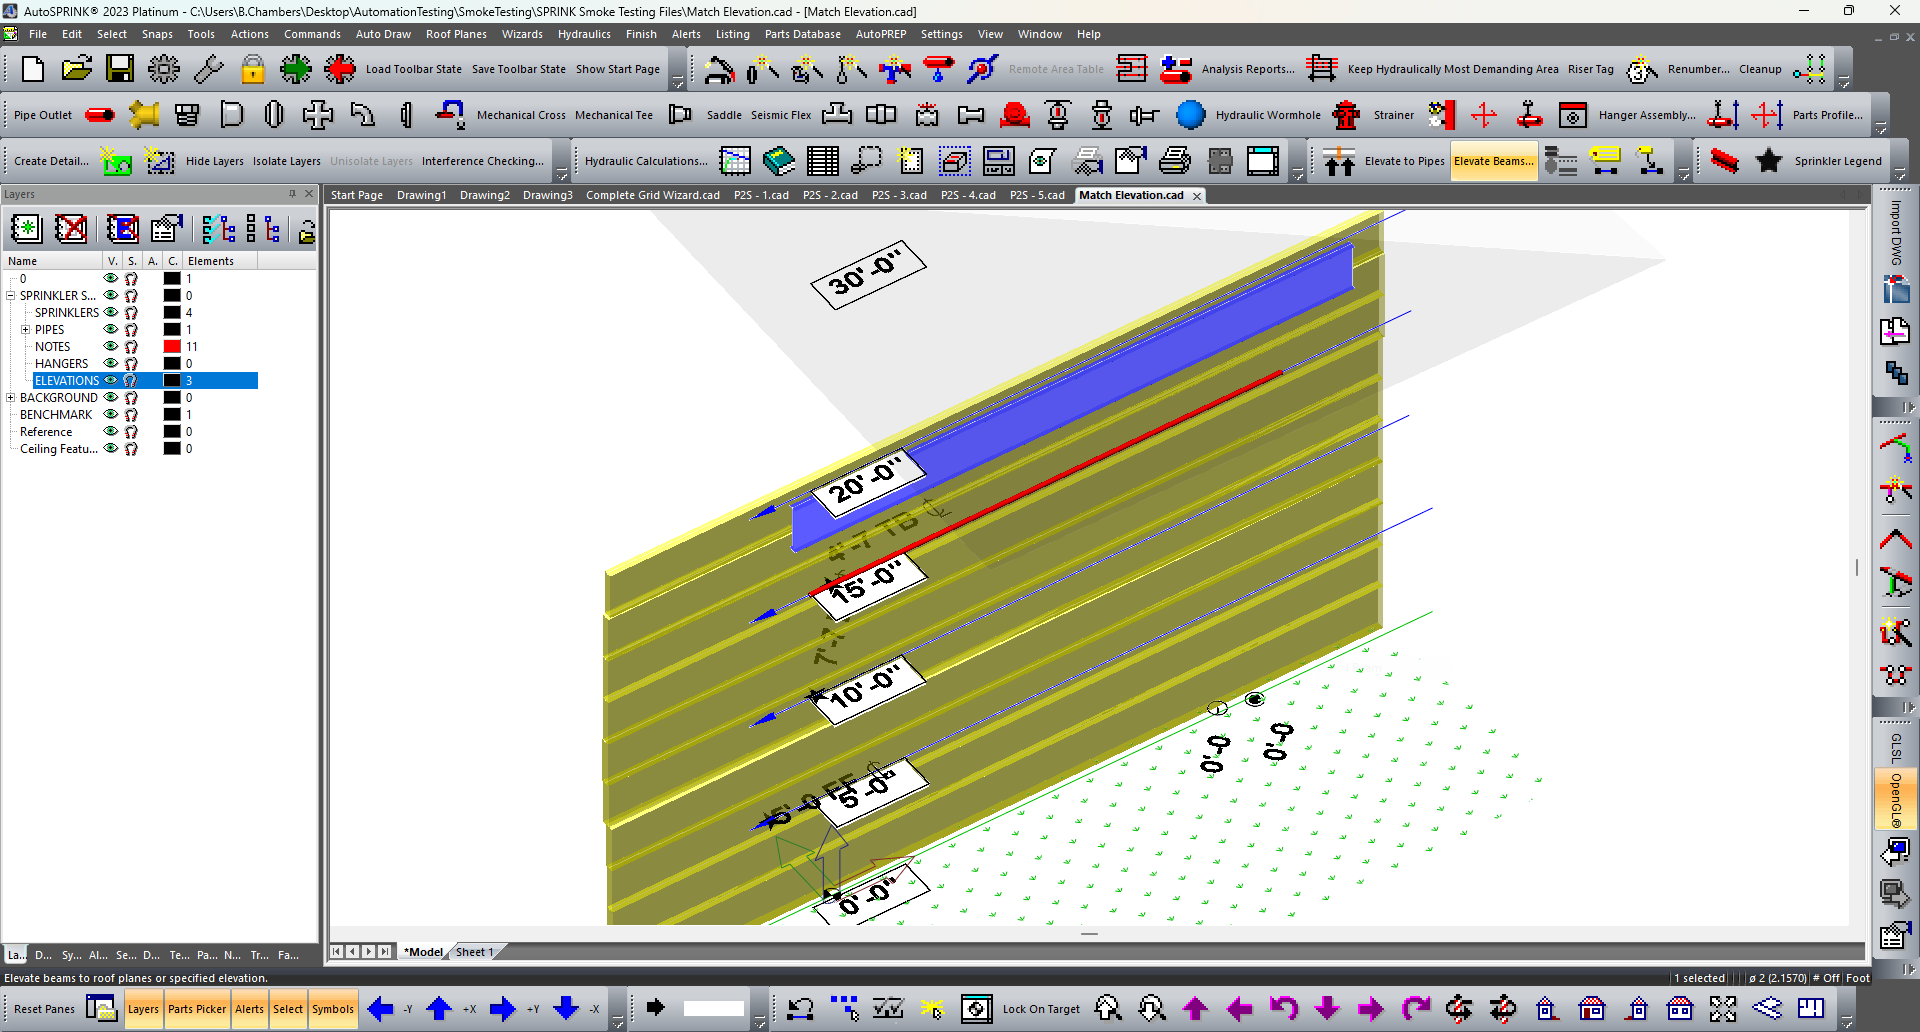 AutoSPRINK® 2023 Platinum - C:\Users\B.Chambers\Desktop\AutomationTesting\SmokeTesting\SPRINK Smoke Testing Files\Match Elevation.cad - [Match Elevation.cad]
File Edit Select Snaps Tools Actions Commands Auto Draw Roof Planes Wizards Hydraulics Finish Alerts Listing Parts Database AutoPREP Settings View Window Help
Load Toolbar State Save Toolbar State Show Start Page Remote Area Table Analysis Reports... Keep Hydraulically Most Demanding Area Riser Tag Renumber... Cleanup
Pipe Outlet Mechanical Cross Mechanical Tee Saddle Seismic Flex Hydraulic Wormhole Strainer Hanger Assembly... Parts Profile...
Create Detail... Hide Layers Isolate Layers Unisolate Layers Interference Checking... Hydraulic Calculations... Elevate to Pipes Elevate Beams... Sprinkler Legend
Layers
Start Page Drawing1 Drawing2 Drawing3 Complete Grid Wizard.cad P2S - 1.cad P2S - 2.cad P2S - 3.cad P2S - 4.cad P2S - 5.cad Match Elevation.cad
Name V. S. A. C. Elements
0 1
SPRINKLER S... 0
SPRINKLERS 4
PIPES 1
NOTES 11
HANGERS 0
ELEVATIONS 3
BACKGROUND 0
BENCHMARK 1
Reference 0
Ceiling Featu... 0
30'-0"
20'-0"
4'-7 TB
15'-0"
10'-0"
5'-0 FF
5'-0"
0'-0"
0'-0
0'-0
Import DWG
GLSL
OpenGL®
*Model Sheet 1
La... D... Sy... Al... Se... D... Te... Pa... N... Tr... Fa...
Elevate beams to roof planes or specified elevation. 1 selected ø 2 (2.1570) # Off Foot
Reset Panes Layers Parts Picker Alerts Select Symbols -Y +X +Y -X Lock On Target